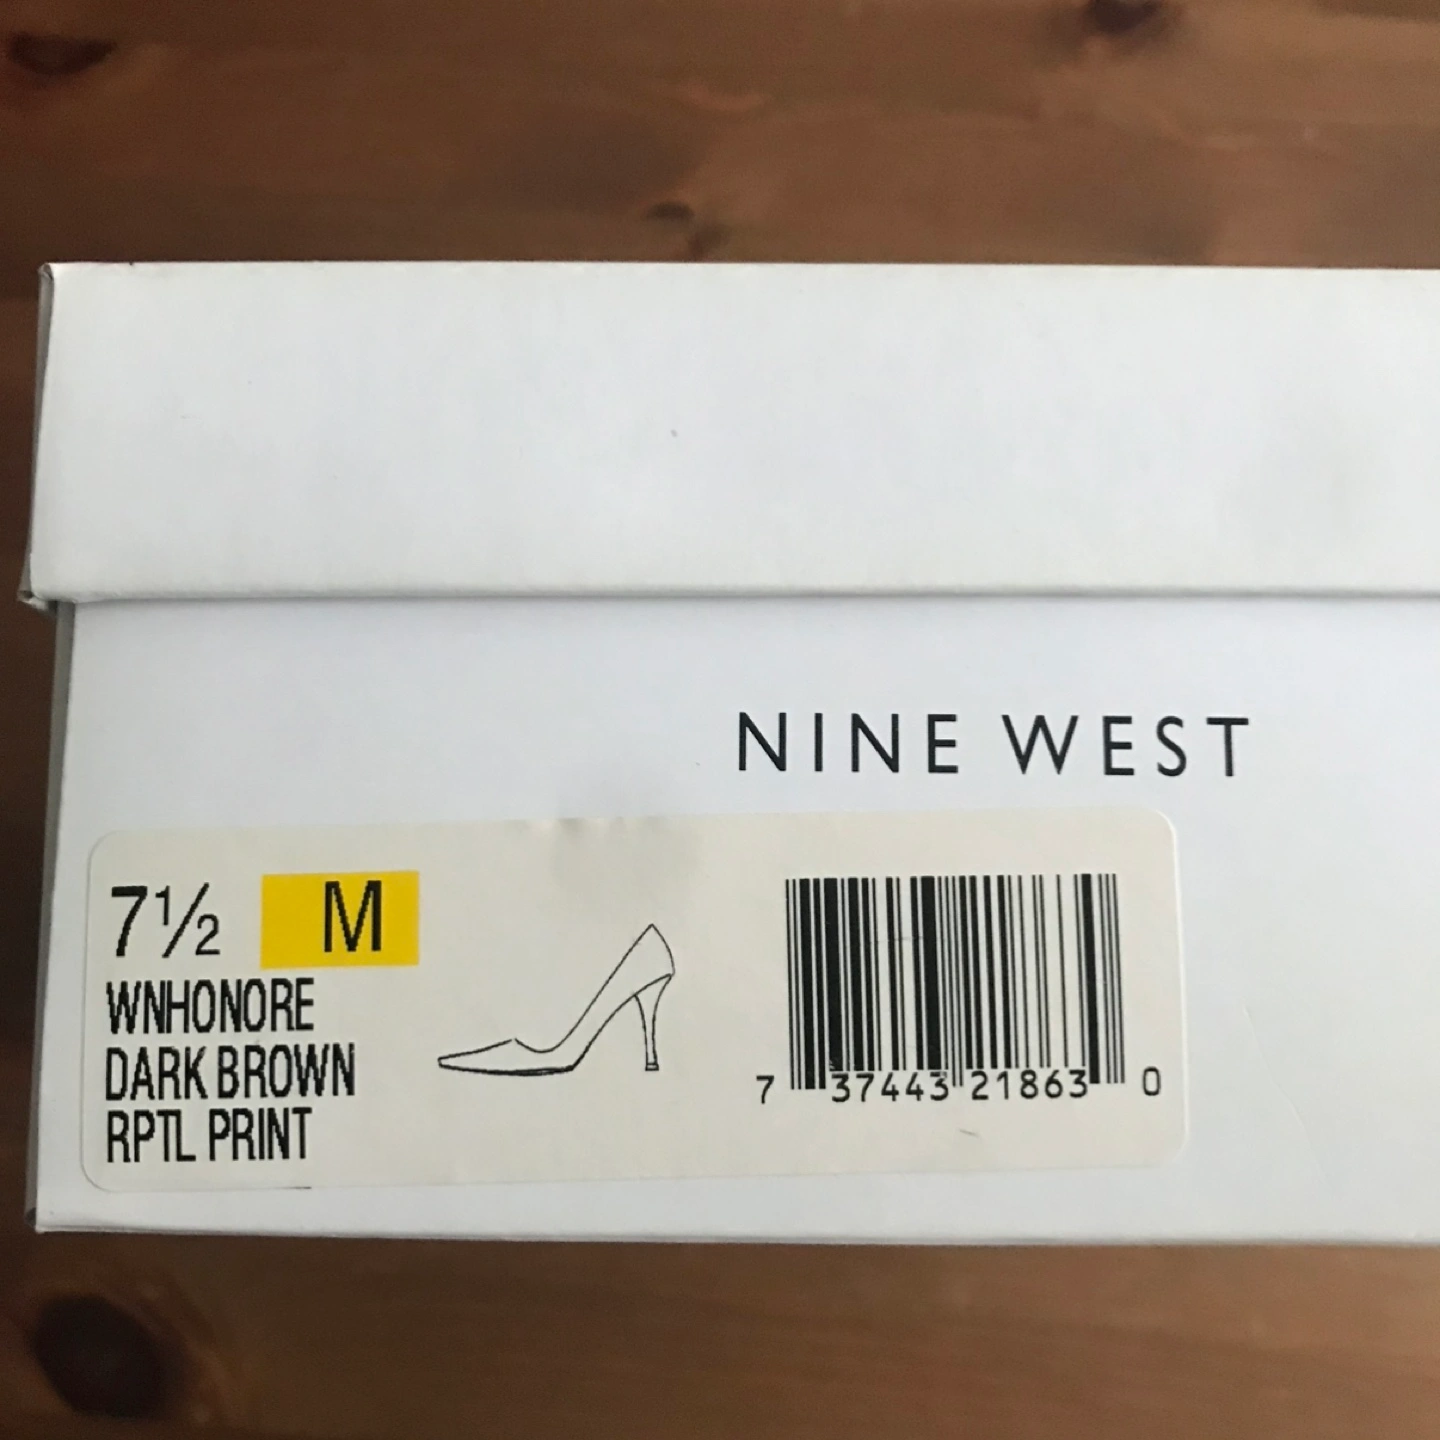 NINE WEST
7½ M
WNHONORE
DARK BROWN
RPTL PRINT
7 37443 21863 0